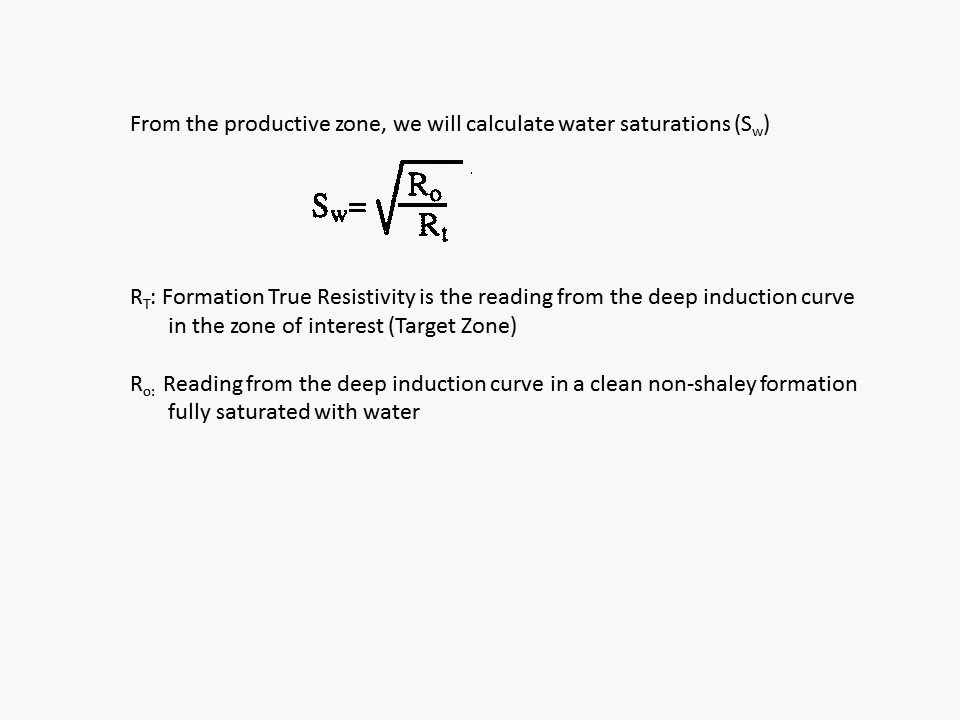 From the productive zone, we will calculate water saturations (Sw)
Sw= √Ro/Rt
RT: Formation True Resistivity is the reading from the deep induction curve
in the zone of interest (Target Zone)
Ro: Reading from the deep induction curve in a clean non-shaley formation
fully saturated with water